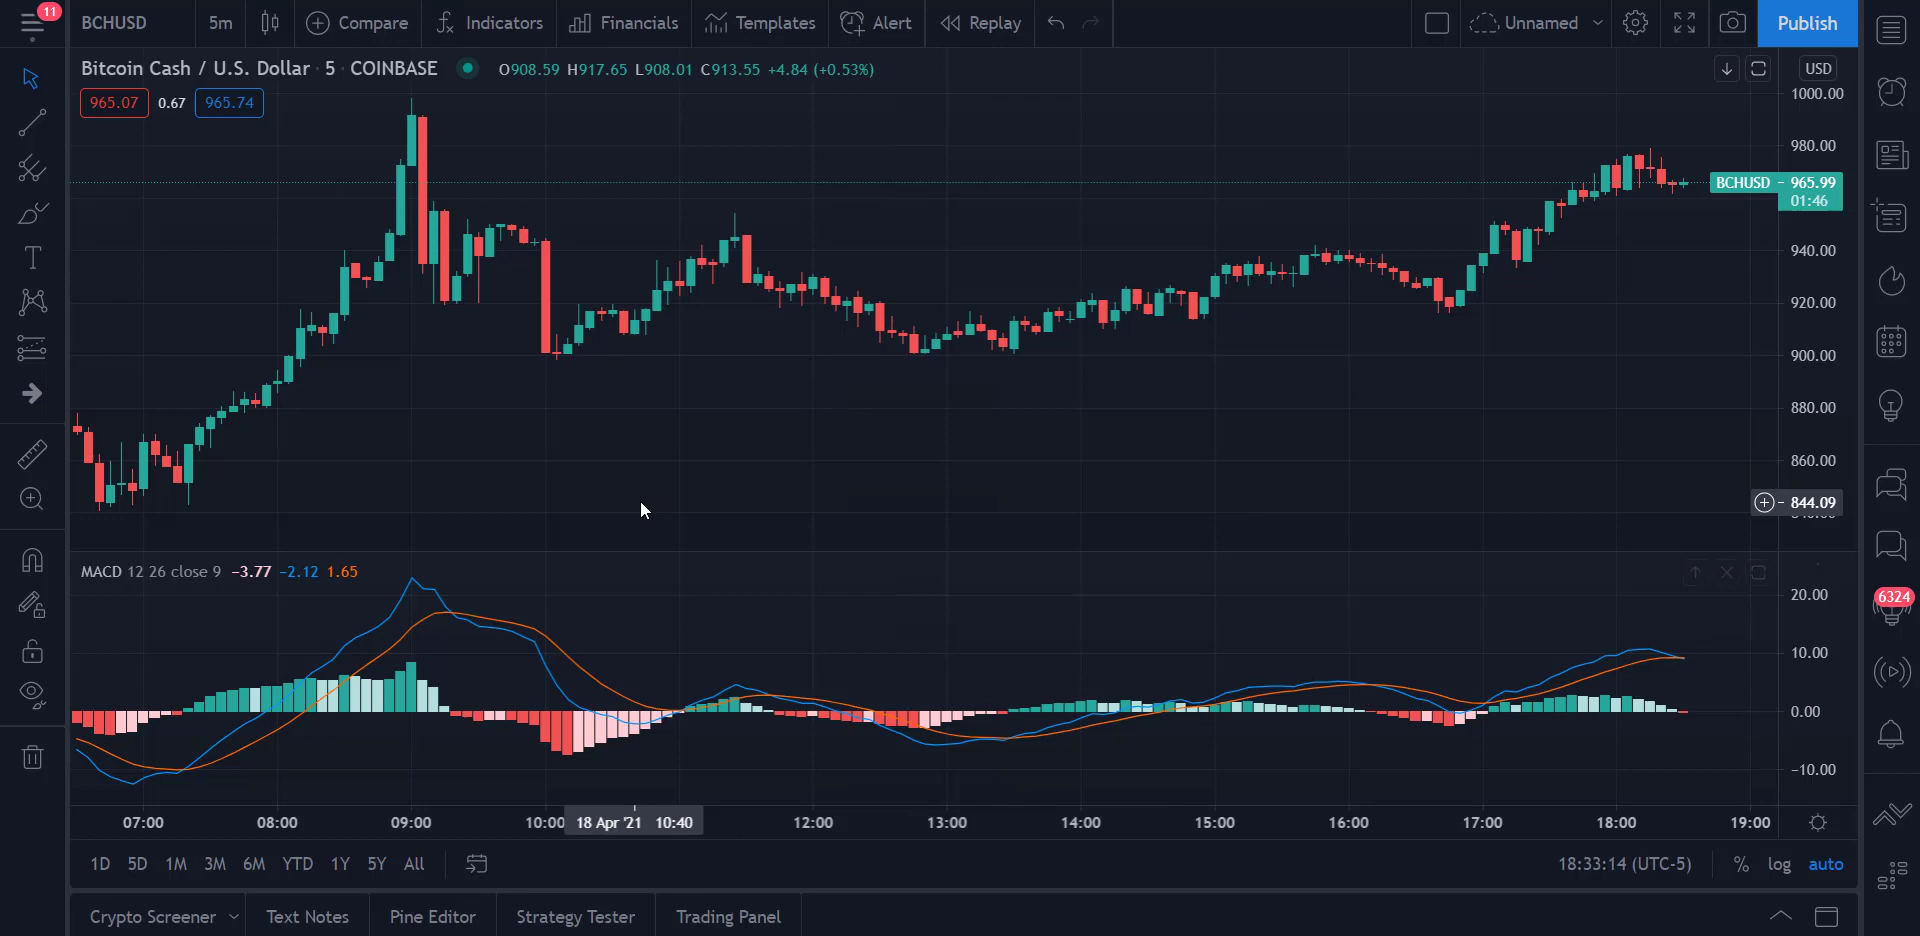 11
BCHUSD 5m Compare Indicators Financials Templates Alert Replay Unnamed Publish
Bitcoin Cash / U.S. Dollar · 5 · COINBASE O908.59 H917.65 L908.01 C913.55 +4.84 (+0.53%) USD
965.07 0.67 965.74
1000.00
980.00
BCHUSD 965.99
01:46
940.00
920.00
900.00
880.00
860.00
844.09
MACD 12 26 close 9 −3.77 −2.12 1.65
20.00
6324
10.00
0.00
−10.00
07:00 08:00 09:00 10:00 18 Apr '21 10:40 12:00 13:00 14:00 15:00 16:00 17:00 18:00 19:00
1D 5D 1M 3M 6M YTD 1Y 5Y All 18:33:14 (UTC-5) % log auto
Crypto Screener Text Notes Pine Editor Strategy Tester Trading Panel